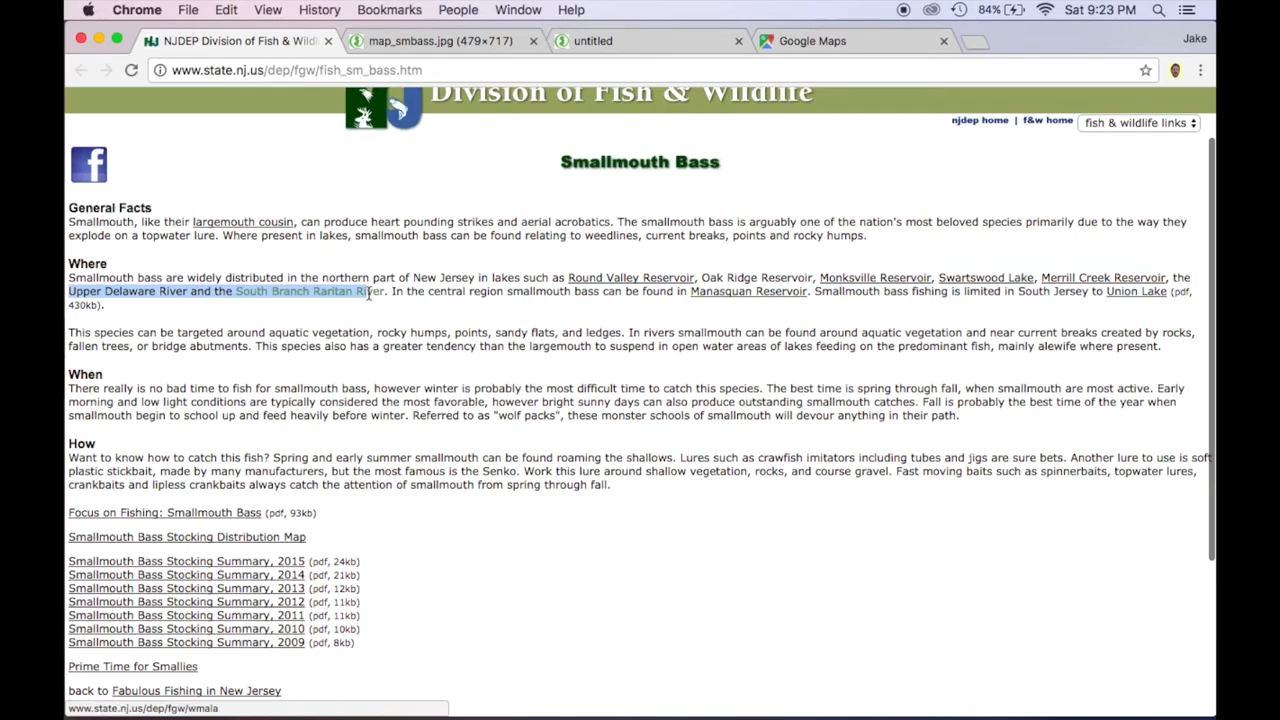 Chrome File Edit View History Bookmarks People Window Help 84% Sat 9:23 PM
NJDEP Division of Fish & Wildl map_smbass.jpg (479×717) untitled Google Maps Jake
www.state.nj.us/dep/fgw/fish_sm_bass.htm
Division of Fish & Wildlife
njdep home | f&w home fish & wildlife links
Smallmouth Bass
General Facts
Smallmouth, like their largemouth cousin, can produce heart pounding strikes and aerial acrobatics. The smallmouth bass is arguably one of the nation's most beloved species primarily due to the way they
explode on a topwater lure. Where present in lakes, smallmouth bass can be found relating to weedlines, current breaks, points and rocky humps.
Where
Smallmouth bass are widely distributed in the northern part of New Jersey in lakes such as Round Valley Reservoir, Oak Ridge Reservoir, Monksville Reservoir, Swartswood Lake, Merrill Creek Reservoir, the
Upper Delaware River and the South Branch Raritan River. In the central region smallmouth bass can be found in Manasquan Reservoir. Smallmouth bass fishing is limited in South Jersey to Union Lake (pdf,
430kb).
This species can be targeted around aquatic vegetation, rocky humps, points, sandy flats, and ledges. In rivers smallmouth can be found around aquatic vegetation and near current breaks created by rocks,
fallen trees, or bridge abutments. This species also has a greater tendency than the largemouth to suspend in open water areas of lakes feeding on the predominant fish, mainly alewife where present.
When
There really is no bad time to fish for smallmouth bass, however winter is probably the most difficult time to catch this species. The best time is spring through fall, when smallmouth are most active. Early
morning and low light conditions are typically considered the most favorable, however bright sunny days can also produce outstanding smallmouth catches. Fall is probably the best time of the year when
smallmouth begin to school up and feed heavily before winter. Referred to as "wolf packs", these monster schools of smallmouth will devour anything in their path.
How
Want to know how to catch this fish? Spring and early summer smallmouth can be found roaming the shallows. Lures such as crawfish imitators including tubes and jigs are sure bets. Another lure to use is soft
plastic stickbait, made by many manufacturers, but the most famous is the Senko. Work this lure around shallow vegetation, rocks, and course gravel. Fast moving baits such as spinnerbaits, topwater lures,
crankbaits and lipless crankbaits always catch the attention of smallmouth from spring through fall.
Focus on Fishing: Smallmouth Bass (pdf, 93kb)
Smallmouth Bass Stocking Distribution Map
Smallmouth Bass Stocking Summary, 2015 (pdf, 24kb)
Smallmouth Bass Stocking Summary, 2014 (pdf, 21kb)
Smallmouth Bass Stocking Summary, 2013 (pdf, 12kb)
Smallmouth Bass Stocking Summary, 2012 (pdf, 11kb)
Smallmouth Bass Stocking Summary, 2011 (pdf, 11kb)
Smallmouth Bass Stocking Summary, 2010 (pdf, 10kb)
Smallmouth Bass Stocking Summary, 2009 (pdf, 8kb)
Prime Time for Smallies
back to Fabulous Fishing in New Jersey
www.state.nj.us/dep/fgw/wmala